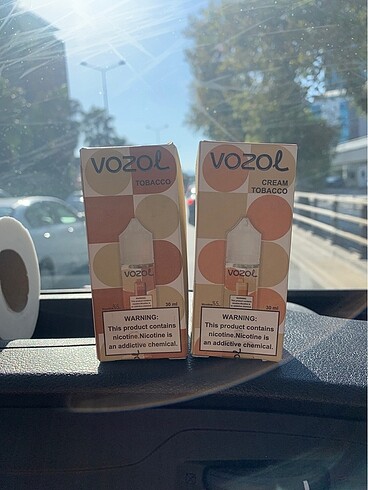 VOZOL
TOBACCO
VOZOL
30 ml
WARNING:
This product contains
nicotine.Nicotine is
an addictive chemical.
VOZOL
CREAM
TOBACCO
VOZOL
30 ml
WARNING:
This product contains
nicotine.Nicotine is
an addictive chemical.